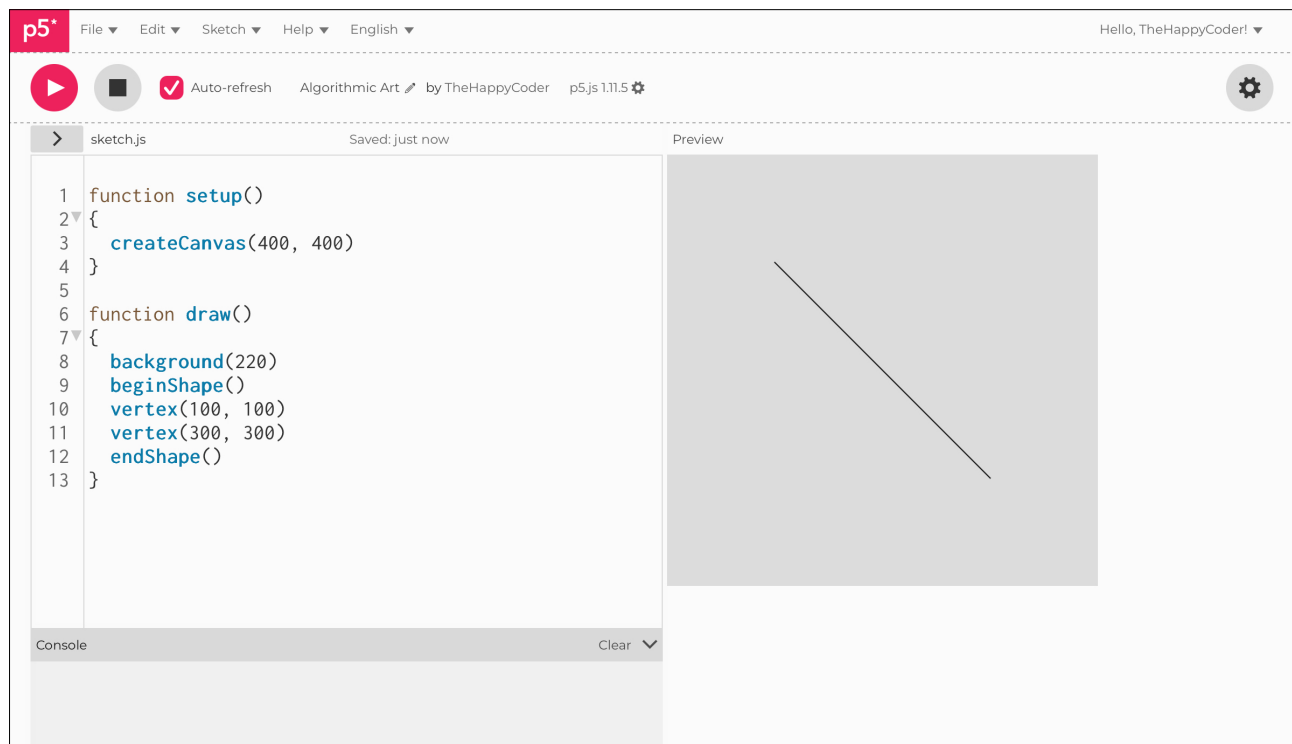 p5* File Edit Sketch Help English Hello, TheHappyCoder!
Auto-refresh Algorithmic Art by TheHappyCoder p5.js 1.11.5
sketch.js Saved: just now Preview
1 function setup()
2 {
3   createCanvas(400, 400)
4 }
5
6 function draw()
7 {
8   background(220)
9   beginShape()
10   vertex(100, 100)
11   vertex(300, 300)
12   endShape()
13 }
Console Clear